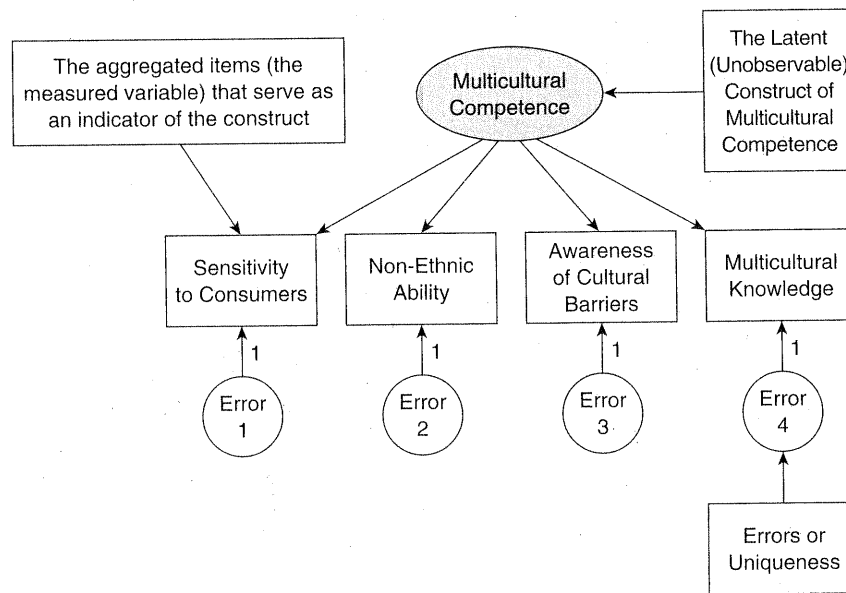 The aggregated items (the
measured variable) that serve as
an indicator of the construct
Multicultural
Competence
The Latent
(Unobservable)
Construct of
Multicultural
Competence
Sensitivity
to Consumers
Non-Ethnic
Ability
Awareness
of Cultural
Barriers
Multicultural
Knowledge
1
1
1
1
Error
1
Error
2
Error
3
Error
4
Errors or
Uniqueness